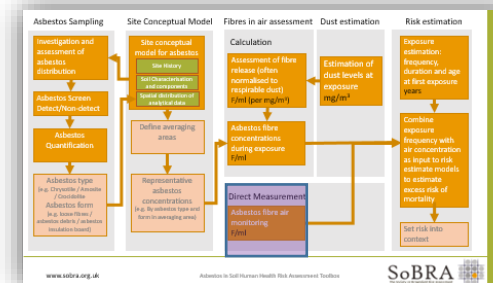 Asbestos Sampling
Site Conceptual Model
Fibres in air assessment
Dust estimation
Risk estimation
Investigation and
assessment of
asbestos
distribution
Asbestos Screen
Detect/Non-detect
Asbestos
Quantification
Asbestos type
(e.g. Chrysotile / Amosite
/ Crocidolite)
Asbestos form
(e.g. loose fibres /
asbestos debris / asbestos
insulation board)
Site conceptual
model for asbestos
Site History
Soil Characterisation
and components
Spatial distribution of
analytical data
Define averaging
areas
Representative
asbestos
concentrations
(e.g. By asbestos type and
form in averaging area)
Calculation
Assessment of fibre
release (often
normalised to
respirable dust)
F/ml (per mg/m³)
Asbestos fibre
concentrations
during exposure
F/ml
Direct Measurement
Asbestos fibre air
monitoring
F/ml
Estimation of
dust levels at
exposure
mg/m³
Exposure
estimation:
frequency,
duration and age
at first exposure
years
Combine
exposure
frequency with
air concentration
as input to risk
estimate models
to estimate
excess risk of
mortality
Set risk into
context
www.sobra.org.uk
Asbestos in Soil Human Health Risk Assessment Toolbox
SoBRA